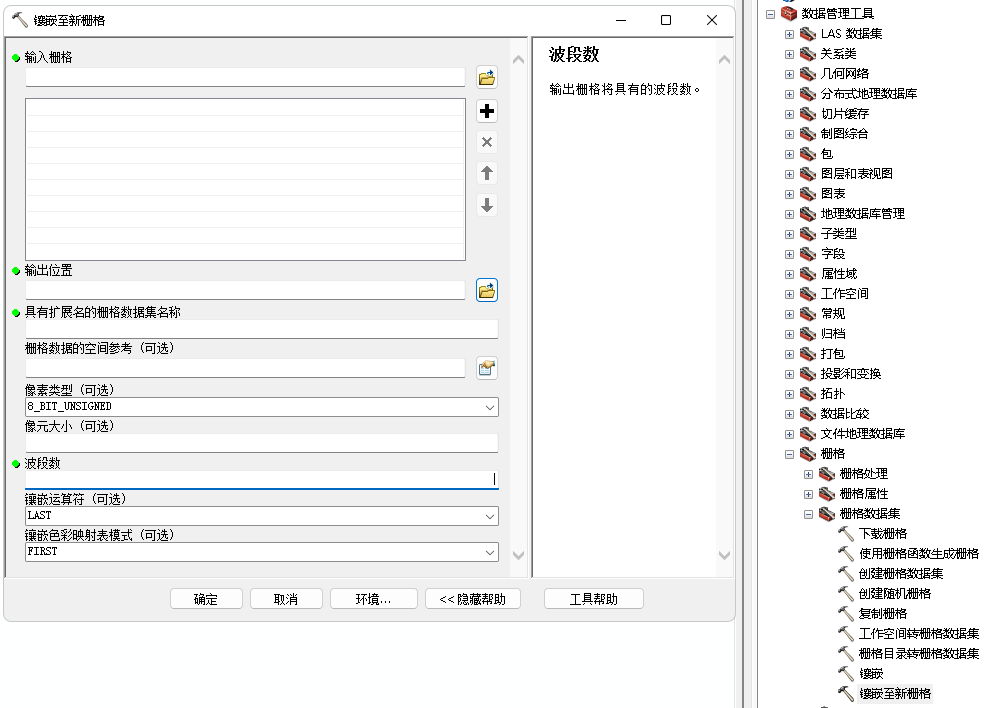 镶嵌至新栅格
输入栅格
输出位置
具有扩展名的栅格数据集名称
栅格数据的空间参考（可选）
像素类型（可选）
8_BIT_UNSIGNED
像元大小（可选）
波段数
镶嵌运算符（可选）
LAST
镶嵌色彩映射表模式（可选）
FIRST
波段数
输出栅格将具有的波段数。
确定
取消
环境...
<< 隐藏帮助
工具帮助
数据管理工具
LAS 数据集
关系类
几何网络
分布式地理数据库
切片缓存
制图综合
包
图层和表视图
图表
地理数据库管理
子类型
字段
属性域
工作空间
常规
归档
打包
投影和变换
拓扑
数据比较
文件地理数据库
栅格
栅格处理
栅格属性
栅格数据集
下载栅格
使用栅格函数生成栅格
创建栅格数据集
创建随机栅格
复制栅格
工作空间转栅格数据集
栅格目录转栅格数据集
镶嵌
镶嵌至新栅格